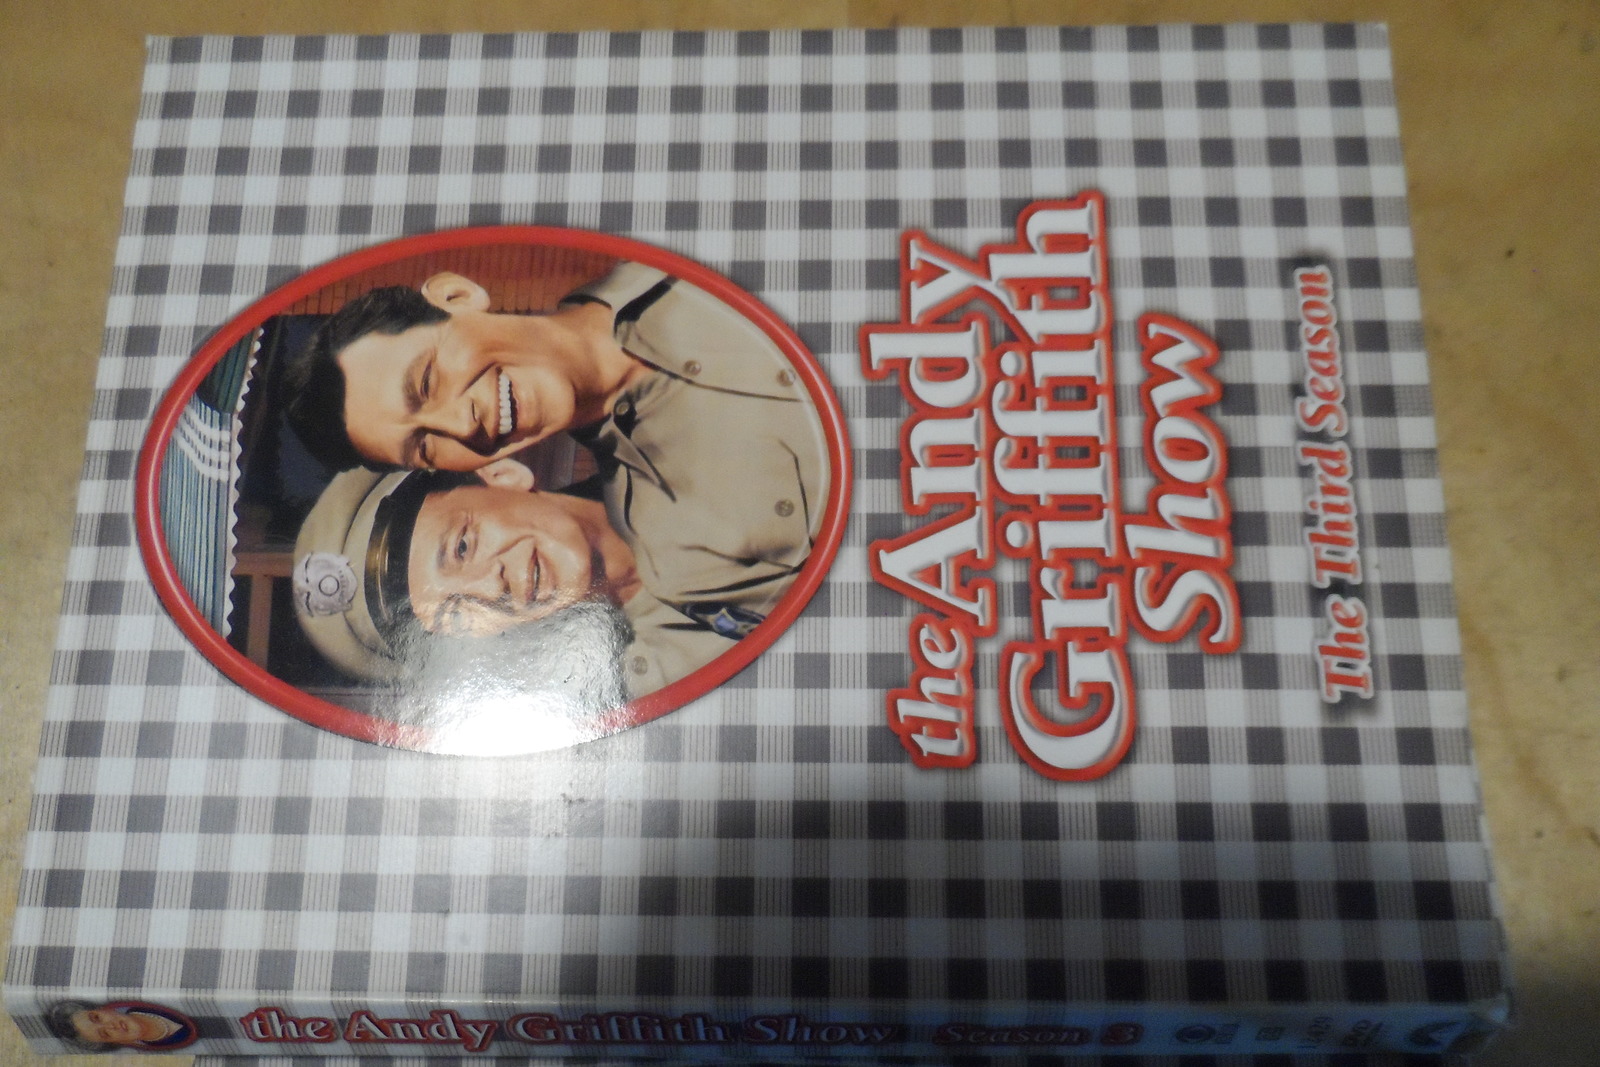 the Andy
Griffith
Show
The Third Season
the Andy Griffith Show Season 3